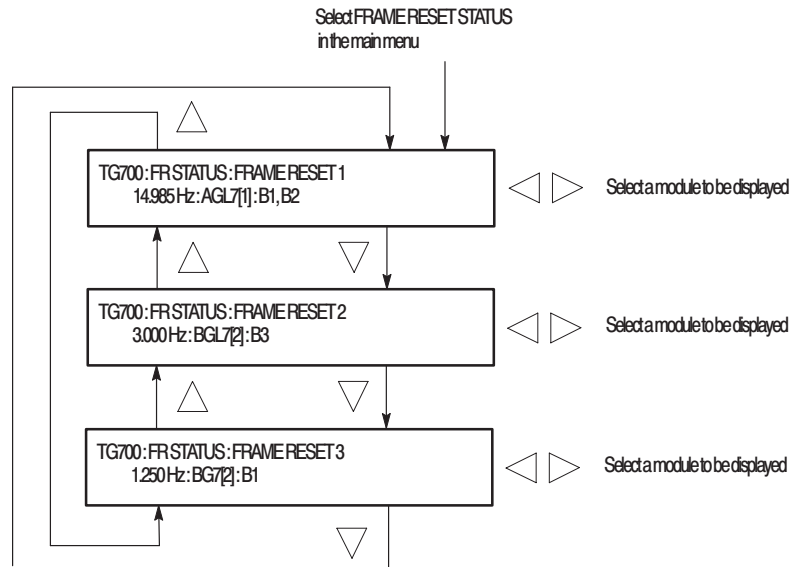 Select FRAME RESET STATUS
in the main menu
TG700 : FR STATUS : FRAME RESET 1
14.985 Hz : AGL7[1] : B1, B2
Select a module to be displayed
TG700 : FR STATUS : FRAME RESET 2
3.000 Hz : BGL7[2] : B3
Select a module to be displayed
TG700 : FR STATUS : FRAME RESET 3
1.250 Hz : BG7[2] : B1
Select a module to be displayed